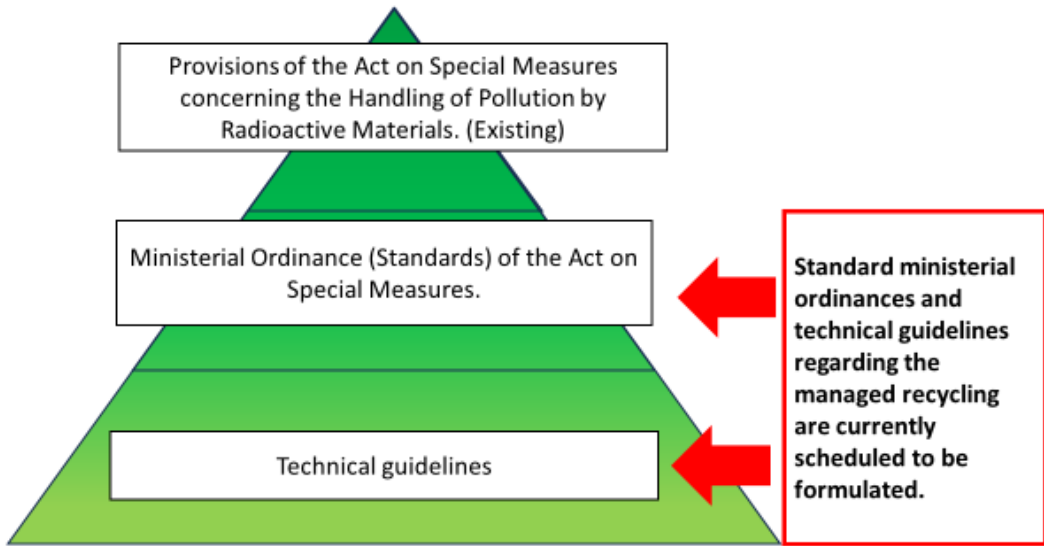 Provisions of the Act on Special Measures
concerning the Handling of Pollution by
Radioactive Materials. (Existing)
Ministerial Ordinance (Standards) of the Act on
Special Measures.
Standard ministerial
ordinances and
technical guidelines
regarding the
managed recycling
are currently
scheduled to be
formulated.
Technical guidelines